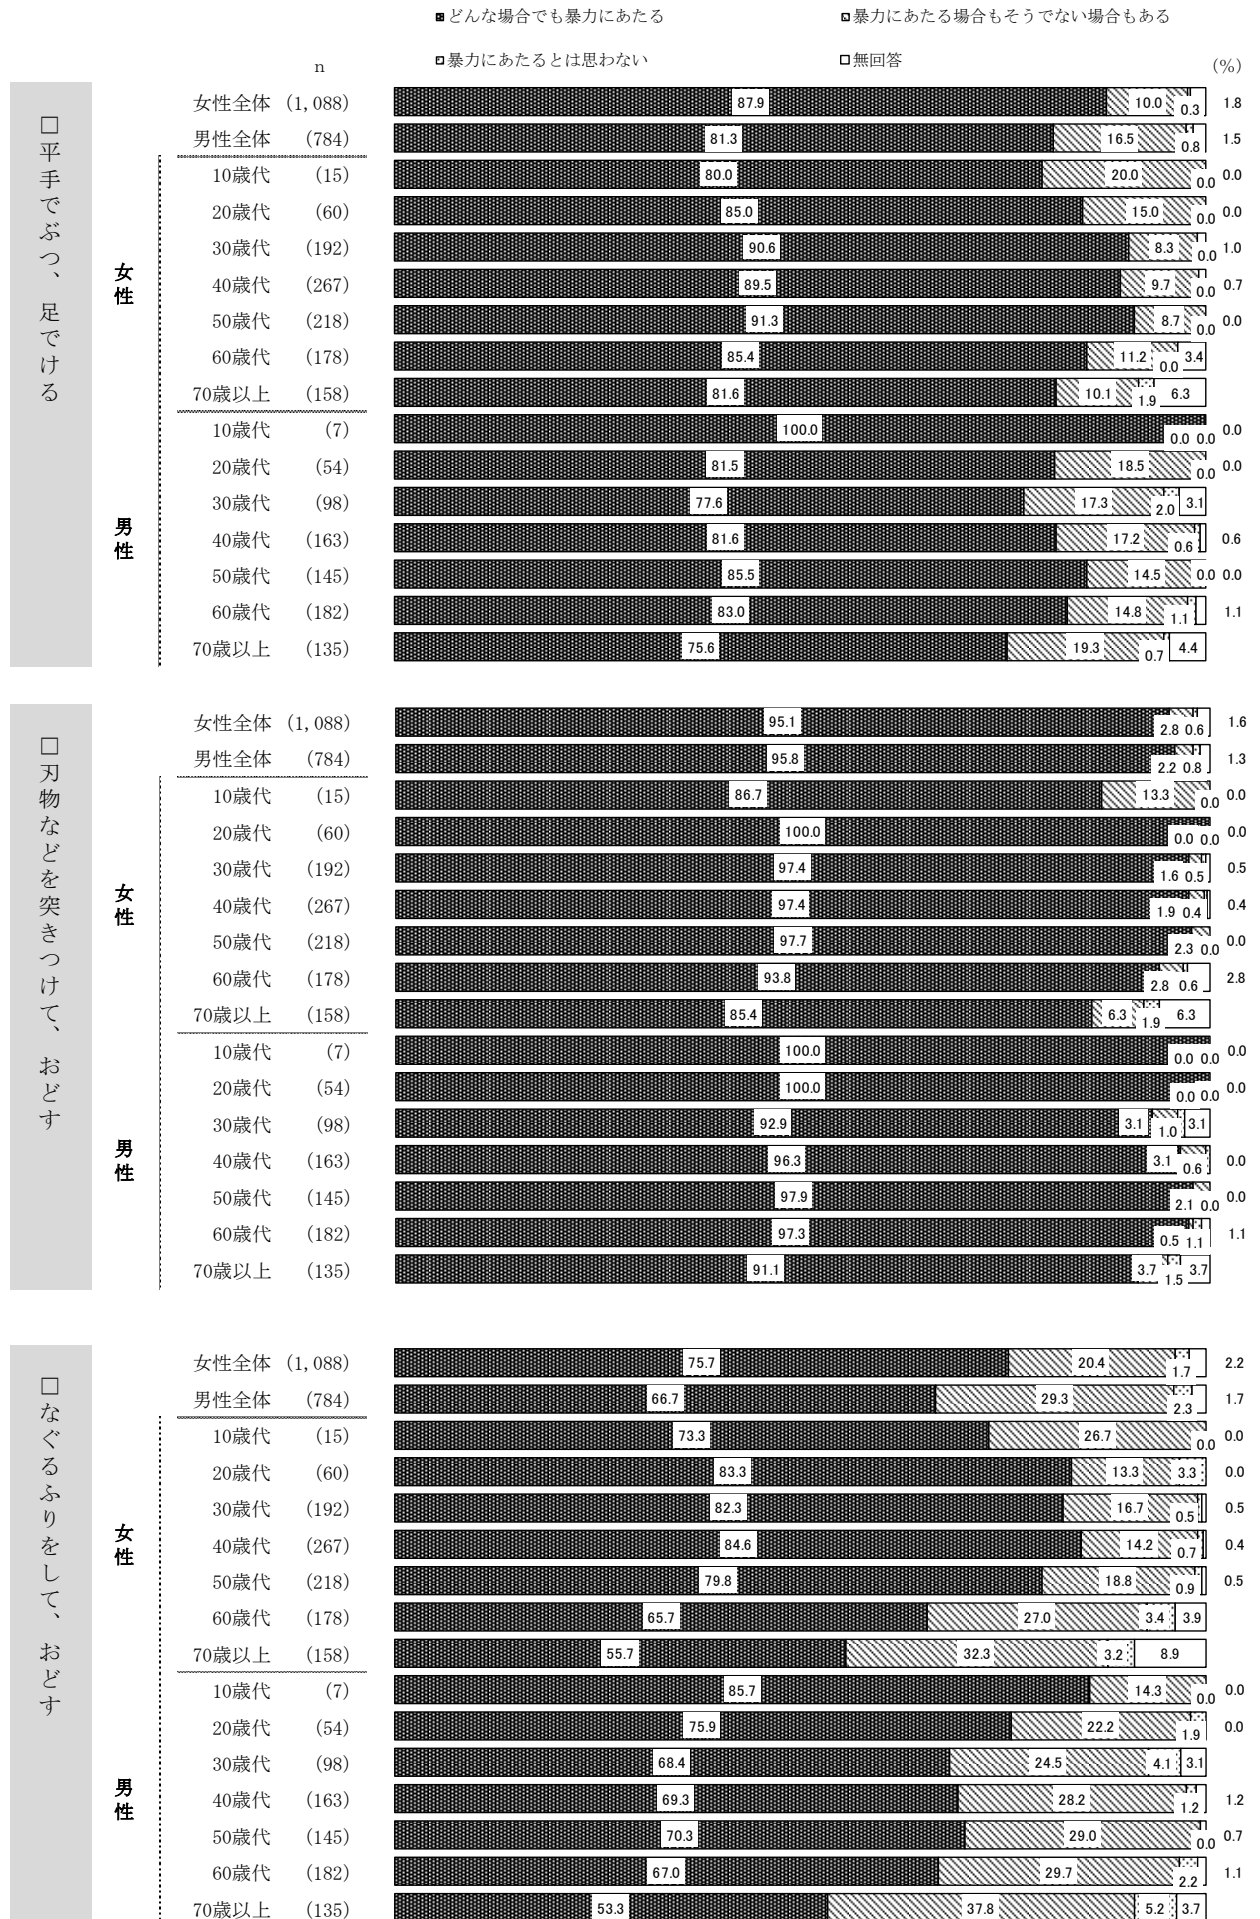 ■どんな場合でも暴力にあたる
暴力にあたる場合もそうでない場合もある
暴力にあたるとは思わない
□無回答
n
(%)
□平手でぶつ、足でける
女性全体 (1,088) 87.9 10.0 0.3 1.8
男性全体 (784) 81.3 16.5 0.8 1.5
女性
10歳代 (15) 80.0 20.0 0.0 0.0
20歳代 (60) 85.0 15.0 0.0 0.0
30歳代 (192) 90.6 8.3 0.0 1.0
40歳代 (267) 89.5 9.7 0.0 0.7
50歳代 (218) 91.3 8.7 0.0 0.0
60歳代 (178) 85.4 11.2 0.0 3.4
70歳以上 (158) 81.6 10.1 1.9 6.3
男性
10歳代 (7) 100.0 0.0 0.0 0.0
20歳代 (54) 81.5 18.5 0.0 0.0
30歳代 (98) 77.6 17.3 2.0 3.1
40歳代 (163) 81.6 17.2 0.6 0.6
50歳代 (145) 85.5 14.5 0.0 0.0
60歳代 (182) 83.0 14.8 1.1 1.1
70歳以上 (135) 75.6 19.3 0.7 4.4
□刃物などを突きつけて、おどす
女性全体 (1,088) 95.1 2.8 0.6 1.6
男性全体 (784) 95.8 2.2 0.8 1.3
女性
10歳代 (15) 86.7 13.3 0.0 0.0
20歳代 (60) 100.0 0.0 0.0 0.0
30歳代 (192) 97.4 1.6 0.5 0.5
40歳代 (267) 97.4 1.9 0.4 0.4
50歳代 (218) 97.7 2.3 0.0 0.0
60歳代 (178) 93.8 2.8 0.6 2.8
70歳以上 (158) 85.4 6.3 1.9 6.3
男性
10歳代 (7) 100.0 0.0 0.0 0.0
20歳代 (54) 100.0 0.0 0.0 0.0
30歳代 (98) 92.9 3.1 1.0 3.1
40歳代 (163) 96.3 3.1 0.6 0.0
50歳代 (145) 97.9 2.1 0.0 0.0
60歳代 (182) 97.3 0.5 1.1 1.1
70歳以上 (135) 91.1 3.7 1.5 3.7
□なぐるふりをして、おどす
女性全体 (1,088) 75.7 20.4 1.7 2.2
男性全体 (784) 66.7 29.3 2.3 1.7
女性
10歳代 (15) 73.3 26.7 0.0 0.0
20歳代 (60) 83.3 13.3 3.3 0.0
30歳代 (192) 82.3 16.7 0.5 0.5
40歳代 (267) 84.6 14.2 0.7 0.4
50歳代 (218) 79.8 18.8 0.9 0.5
60歳代 (178) 65.7 27.0 3.4 3.9
70歳以上 (158) 55.7 32.3 3.2 8.9
男性
10歳代 (7) 85.7 14.3 0.0 0.0
20歳代 (54) 75.9 22.2 1.9 0.0
30歳代 (98) 68.4 24.5 4.1 3.1
40歳代 (163) 69.3 28.2 1.2 1.2
50歳代 (145) 70.3 29.0 0.0 0.7
60歳代 (182) 67.0 29.7 2.2 1.1
70歳以上 (135) 53.3 37.8 5.2 3.7